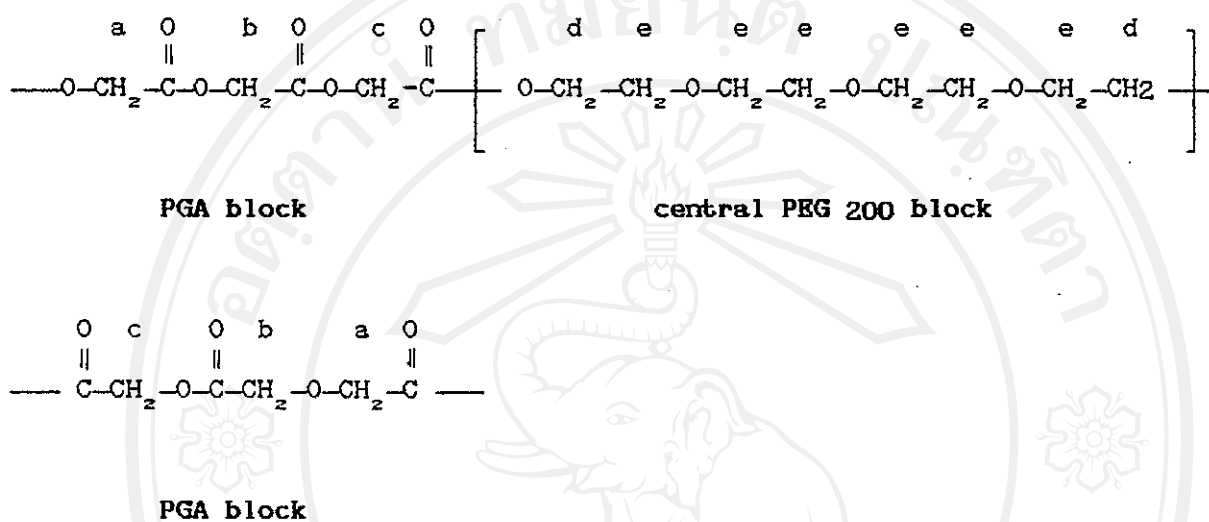 a O b O c O d e e e e e e d
—O—CH₂—C—O—CH₂—C—O—CH₂—C—[O—CH₂—CH₂—O—CH₂—CH₂—O—CH₂—CH₂—O—CH₂—CH2]—
PGA block central PEG 200 block
O c O b a O
—C—CH₂—O—C—CH₂—O—CH₂—C—
PGA block